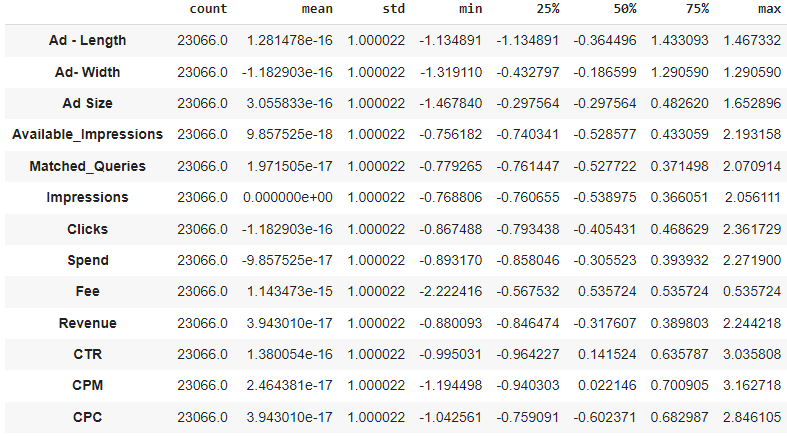 count mean std min 25% 50% 75% max
Ad - Length 23066.0 1.281478e-16 1.000022 -1.134891 -1.134891 -0.364496 1.433093 1.467332
Ad- Width 23066.0 -1.182903e-16 1.000022 -1.319110 -0.432797 -0.186599 1.290590 1.290590
Ad Size 23066.0 3.055833e-16 1.000022 -1.467840 -0.297564 -0.297564 0.482620 1.652896
Available_Impressions 23066.0 9.857525e-18 1.000022 -0.756182 -0.740341 -0.528577 0.433059 2.193158
Matched_Queries 23066.0 1.971505e-17 1.000022 -0.779265 -0.761447 -0.527722 0.371498 2.070914
Impressions 23066.0 0.000000e+00 1.000022 -0.768806 -0.760655 -0.538975 0.366051 2.056111
Clicks 23066.0 -1.182903e-16 1.000022 -0.867488 -0.793438 -0.405431 0.468629 2.361729
Spend 23066.0 -9.857525e-17 1.000022 -0.893170 -0.858046 -0.305523 0.393932 2.271900
Fee 23066.0 1.143473e-15 1.000022 -2.222416 -0.567532 0.535724 0.535724 0.535724
Revenue 23066.0 3.943010e-17 1.000022 -0.880093 -0.846474 -0.317607 0.389803 2.244218
CTR 23066.0 1.380054e-16 1.000022 -0.995031 -0.964227 0.141524 0.635787 3.035808
CPM 23066.0 2.464381e-17 1.000022 -1.194498 -0.940303 0.022146 0.700905 3.162718
CPC 23066.0 3.943010e-17 1.000022 -1.042561 -0.759091 -0.602371 0.682987 2.846105